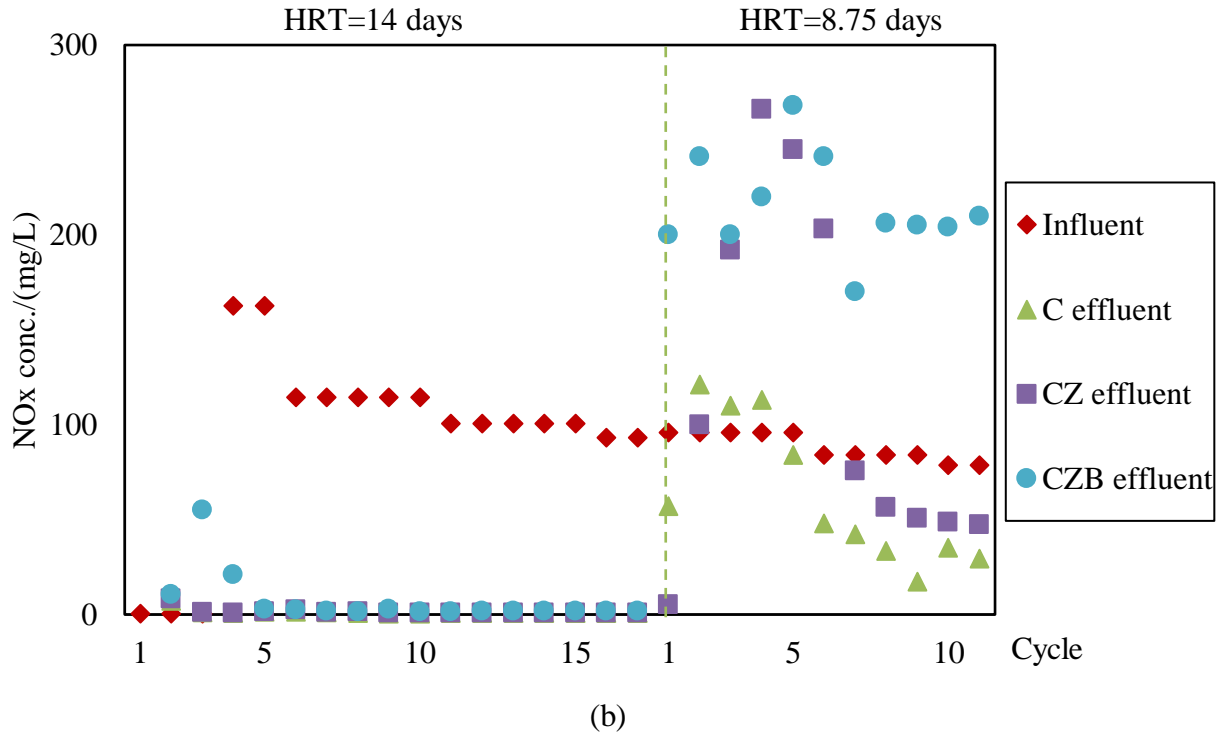 HRT=14 days HRT=8.75 days
300
200
100
0
NOx conc./(mg/L)
1 5 10 15 1 5 10 Cycle
Influent
C effluent
CZ effluent
CZB effluent
(b)